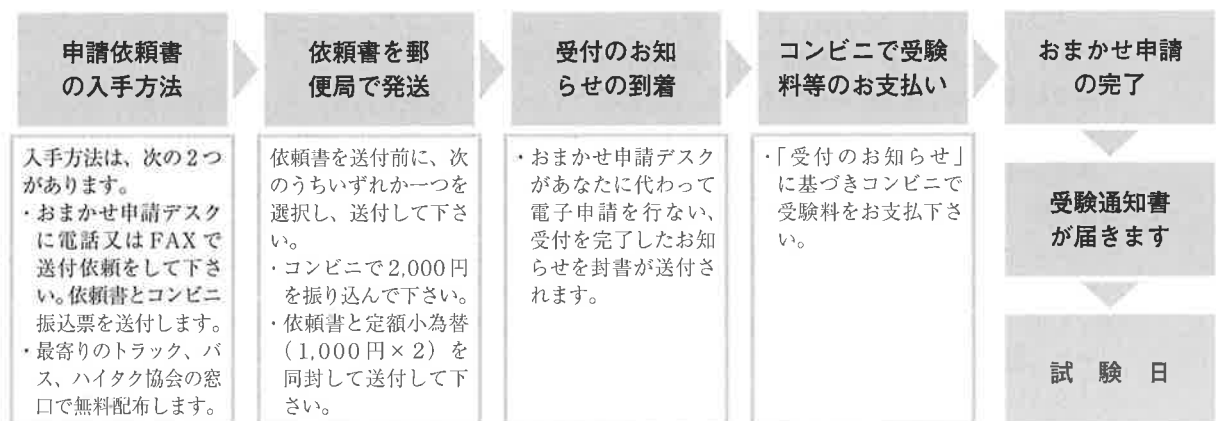 申請依頼書
の入手方法
入手方法は、次の2つ
があります。
・おまかせ申請デスク
に電話又はFAXで
送付依頼をして下さ
い。依頼書とコンビニ
振込票を送付します。
・最寄りのトラック、バ
ス、ハイタク協会の窓
口で無料配布します。
依頼書を郵
便局で発送
依頼書を送付前に、次
のうちいずれか一つを
選択し、送付して下さ
い。
・コンビニで2,000円
を振り込んで下さい。
・依頼書と定額小為替
(1,000円×2)を
同封して送付して下
さい。
受付のお知
らせの到着
・おまかせ申請デスク
があなたに代わって
電子申請を行ない、
受付を完了したお知
らせを封書が送付さ
れます。
コンビニで受験
料等のお支払い
・「受付のお知らせ」
に基づきコンビニで
受験料をお支払下さ
い。
おまかせ申請
の完了
受験通知書
が届きます
試験日